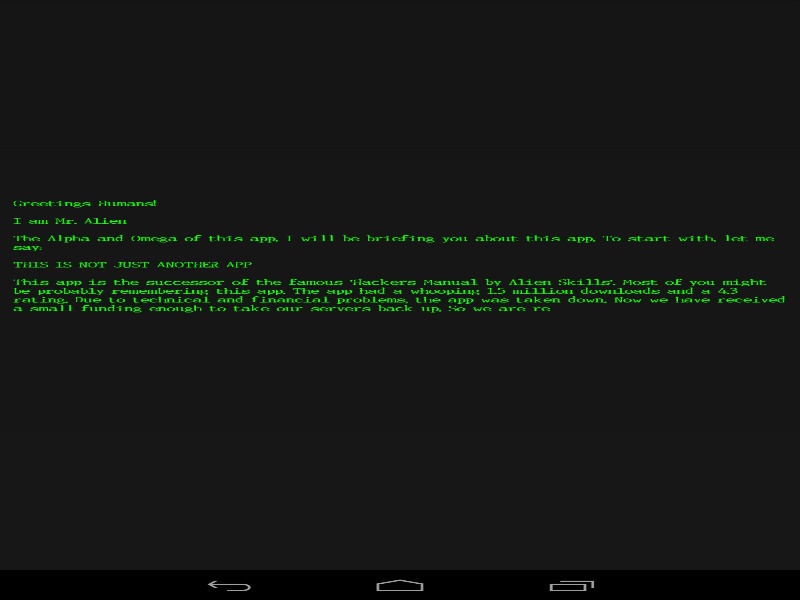 Greetings Humans!
I am Mr. Alien
The Alpha and Omega of this app. I will be briefing you about this app. To start with, let me
say:
THIS IS NOT JUST ANOTHER APP
This app is the successor of the famous 'Hackers Manual by Alien Skills'. Most of you might
be probably remembering this app. The app had a whooping 1.5 million downloads and a 4.3
rating. Due to technical and financial problems, the app was taken down. Now we have received
a small funding enough to take our servers back up. So we are re